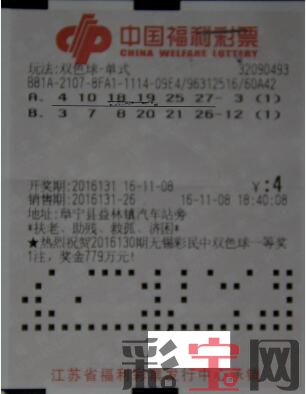 中国福利彩票
CHINA WELFARE LOTTERY
玩法:双色球-单式 32090493
B81A-2107-8FA1-1114-09E4/96312516/60A42
A. 4 10 18 19 25 27- 3 (1)
B. 3 7 8 20 21 26-12 (1)
开奖期:2016131 16-11-08 ¥:4
销售期:2016131-26 16-11-08 18:40:08
地址:阜宁县益林镇汽车站旁
*扶老、助残、救孤、济困*
★热烈祝贺2016130期无锡彩民中双色球一等奖
1注,奖金779万元!
彩宝网
江苏省福利彩票发行中心承销